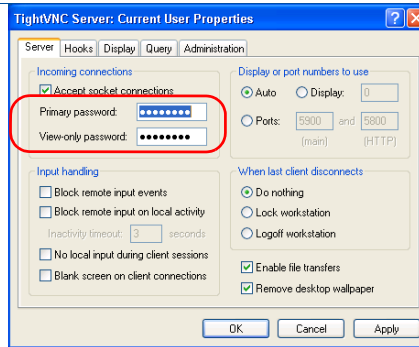 TightVNC Server: Current User Properties
Server Hooks Display Query Administration
Incoming connections
Accept socket connections
Primary password: ••••••••
View-only password: ••••••••
Display or port numbers to use
Auto Display: 0
Ports: 5900 and 5800
(main) (HTTP)
Input handling
Block remote input events
Block remote input on local activity
Inactivity timeout: 3 seconds
No local input during client sessions
Blank screen on client connections
When last client disconnects
Do nothing
Lock workstation
Logoff workstation
Enable file transfers
Remove desktop wallpaper
OK Cancel Apply